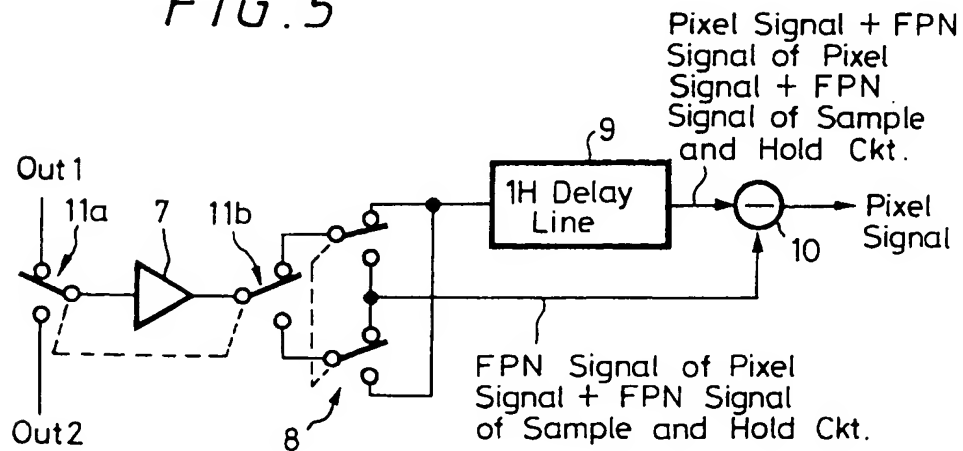 FIG. 5
Pixel Signal + FPN
Signal of Pixel
Signal + FPN
Signal of Sample
and Hold Ckt.
9
Out 1
11a
7
11b
1H Delay
Line
10
Pixel
Signal
8
FPN Signal of Pixel
Signal + FPN Signal
of Sample and Hold Ckt.
Out2